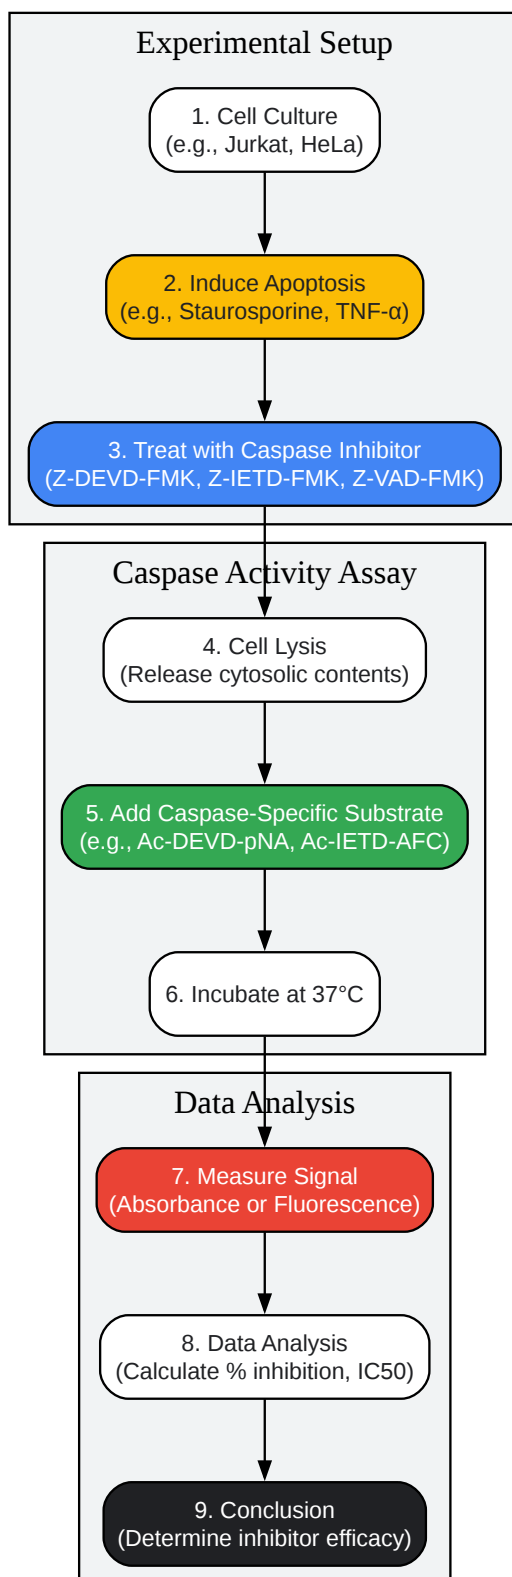 Experimental Setup
1. Cell Culture
(e.g., Jurkat, HeLa)
2. Induce Apoptosis
(e.g., Staurosporine, TNF-α)
3. Treat with Caspase Inhibitor
(Z-DEVD-FMK, Z-IETD-FMK, Z-VAD-FMK)
Caspase Activity Assay
4. Cell Lysis
(Release cytosolic contents)
5. Add Caspase-Specific Substrate
(e.g., Ac-DEVD-pNA, Ac-IETD-AFC)
6. Incubate at 37°C
Data Analysis
7. Measure Signal
(Absorbance or Fluorescence)
8. Data Analysis
(Calculate % inhibition, IC50)
9. Conclusion
(Determine inhibitor efficacy)